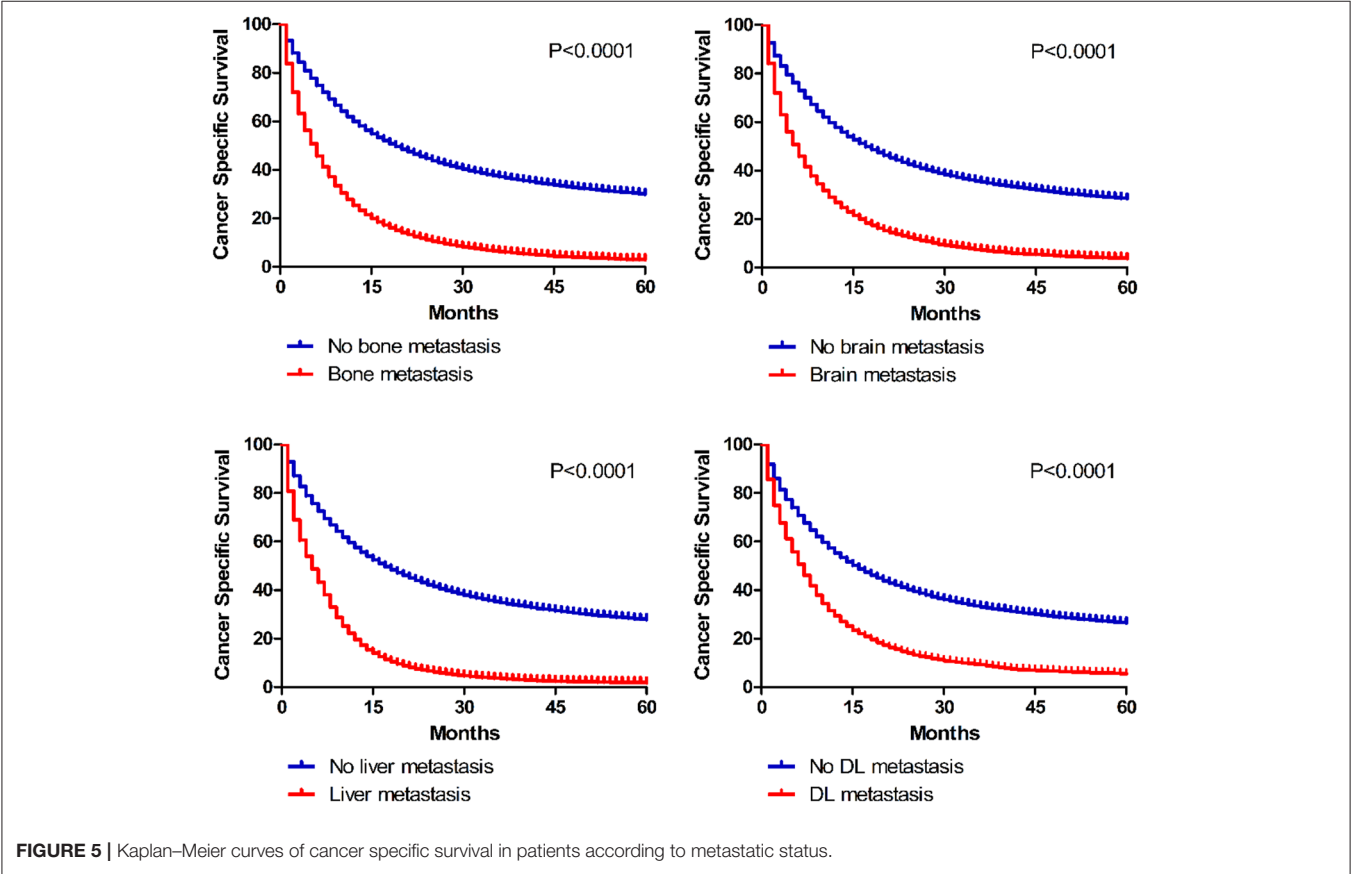 100
80
60
40
20
0
Cancer Specific Survival
P<0.0001
0 15 30 45 60
Months
No bone metastasis
Bone metastasis
100
80
60
40
20
0
Cancer Specific Survival
P<0.0001
0 15 30 45 60
Months
No brain metastasis
Brain metastasis
100
80
60
40
20
0
Cancer Specific Survival
P<0.0001
0 15 30 45 60
Months
No liver metastasis
Liver metastasis
100
80
60
40
20
0
Cancer Specific Survival
P<0.0001
0 15 30 45 60
Months
No DL metastasis
DL metastasis
FIGURE 5 | Kaplan–Meier curves of cancer specific survival in patients according to metastatic status.